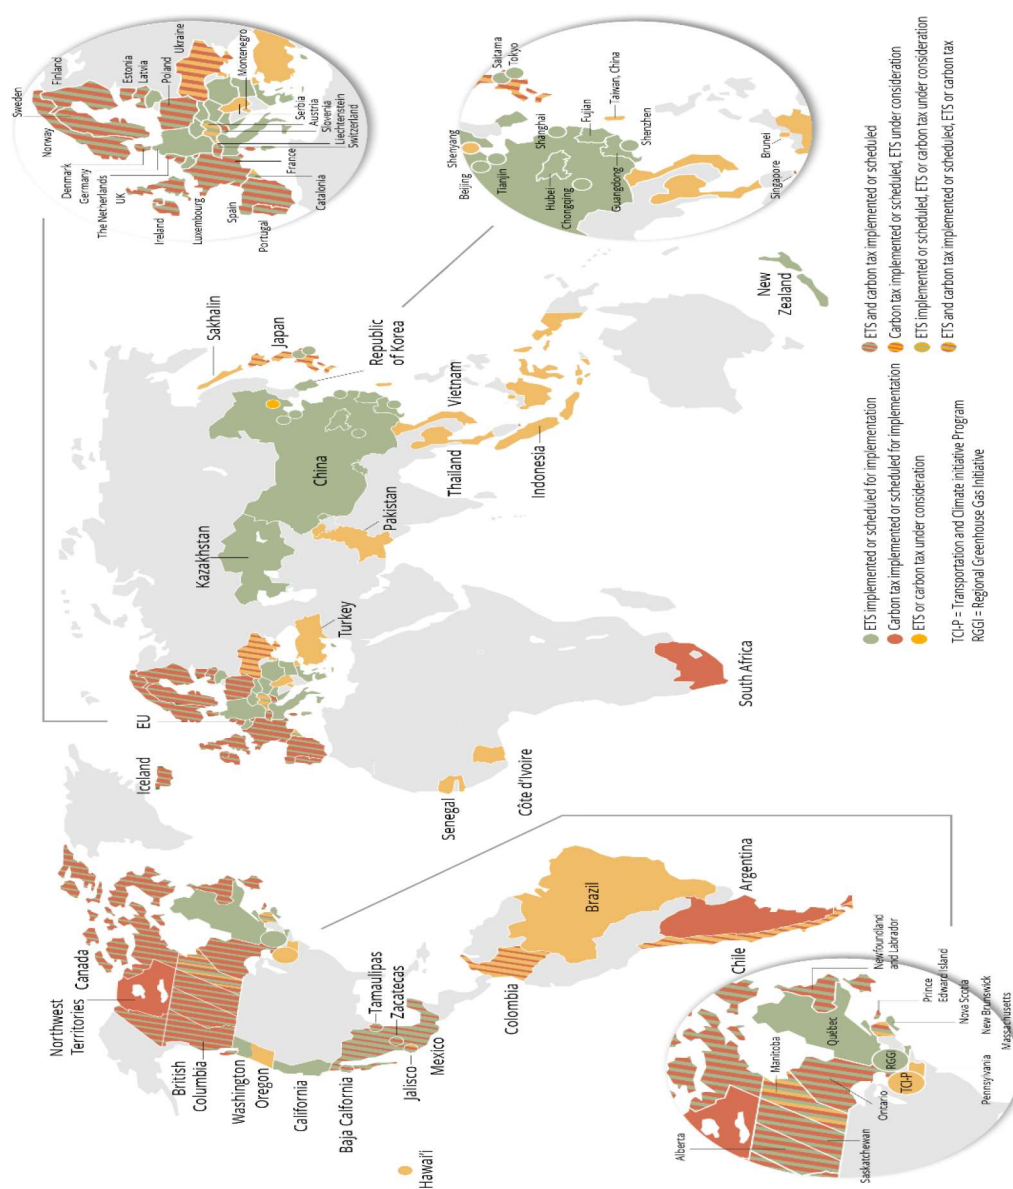 Northwest
Territories
Canada
British
Columbia
Washington
Oregon
California
Baja Calfornia
Hawai'i
Jalisco
Mexico
Zacatecas
Tamaulipas
Iceland
EU
Colombia
Brazil
Chile
Argentina
Senegal
Côte d'Ivoire
South Africa
Turkey
Kazakhstan
Pakistan
China
Sakhalin
Japan
Republic
of Korea
Thailand
Vietnam
Indonesia
New
Zealand
Norway
Sweden
Finland
Denmark
Germany
The Netherlands
UK
Ireland
Luxembourg
Spain
Portugal
Estonia
Latvia
Poland
Ukraine
Montenegro
Serbia
Austria
Slovenia
Liechtenstein
Switzerland
France
Catalonia
Beijing
Shenyang
Tianjin
Saitama
Tokyo
Shanghai
Hubei
Chongqing
Fujian
Guangdong
Shenzhen
Taiwan, China
Brunei
Singapore
Alberta
Manitoba
Québec
Newfoundland
and Labrador
Prince
Edward Island
Nova Scotia
New Brunswick
Massachusetts
Saskatchewan
Ontario
TCI-P
RGGI
Pennsylvania
ETS implemented or scheduled for implementation
Carbon tax implemented or scheduled for implementation
ETS or carbon tax under consideration
TCI-P = Transportation and Climate initiative Program
RGGI = Regional Greenhouse Gas Initiative
ETS and carbon tax implemented or scheduled
Carbon tax implemented or scheduled, ETS under consideration
ETS implemented or scheduled, ETS or carbon tax under consideration
ETS and carbon tax implemented or scheduled, ETS or carbon tax